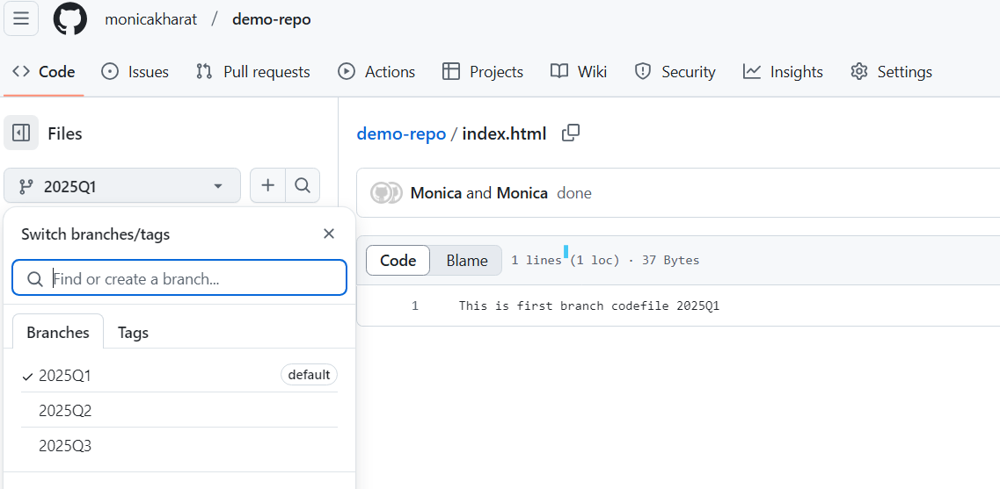 monicakharat / demo-repo
Code Issues Pull requests Actions Projects Wiki Security Insights Settings
Files
2025Q1
Switch branches/tags
Find or create a branch...
Branches Tags
2025Q1 default
2025Q2
2025Q3
demo-repo / index.html
Monica and Monica done
Code Blame 1 lines (1 loc) · 37 Bytes
1 This is first branch codefile 2025Q1